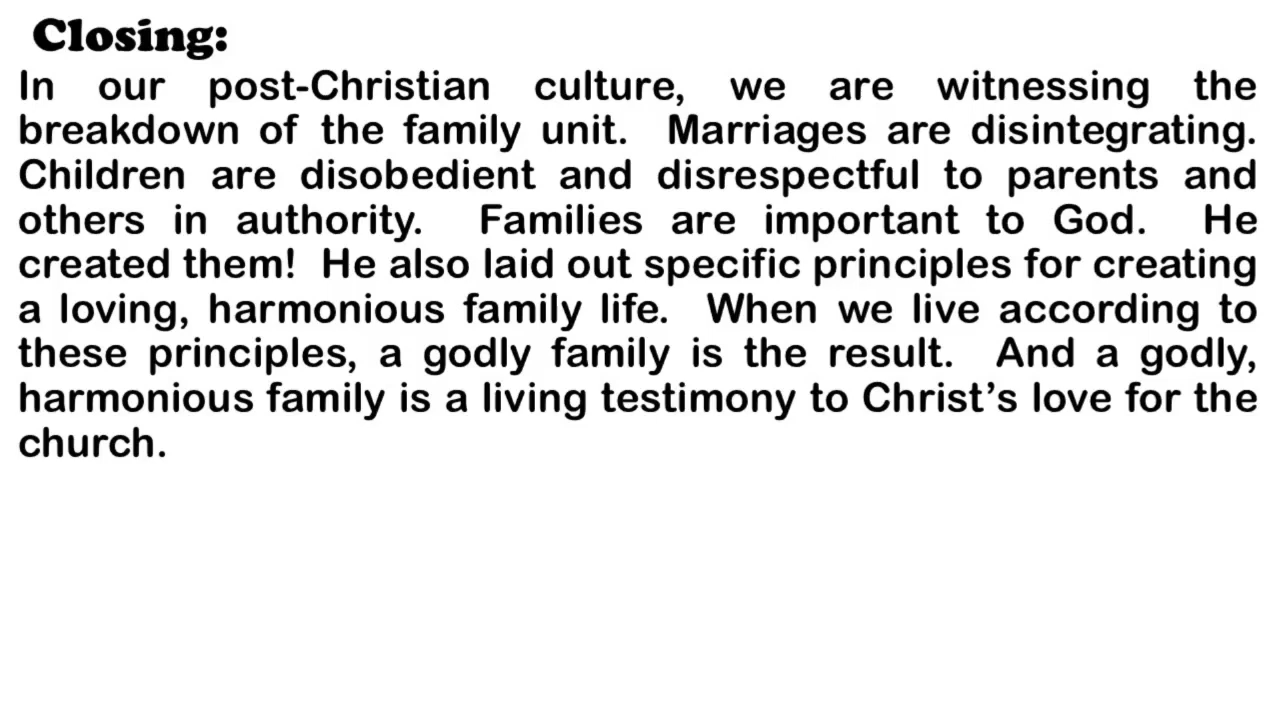 Closing:
In our post-Christian culture, we are witnessing the
breakdown of the family unit. Marriages are disintegrating.
Children are disobedient and disrespectful to parents and
others in authority. Families are important to God. He
created them! He also laid out specific principles for creating
a loving, harmonious family life. When we live according to
these principles, a godly family is the result. And a godly,
harmonious family is a living testimony to Christ’s love for the
church.